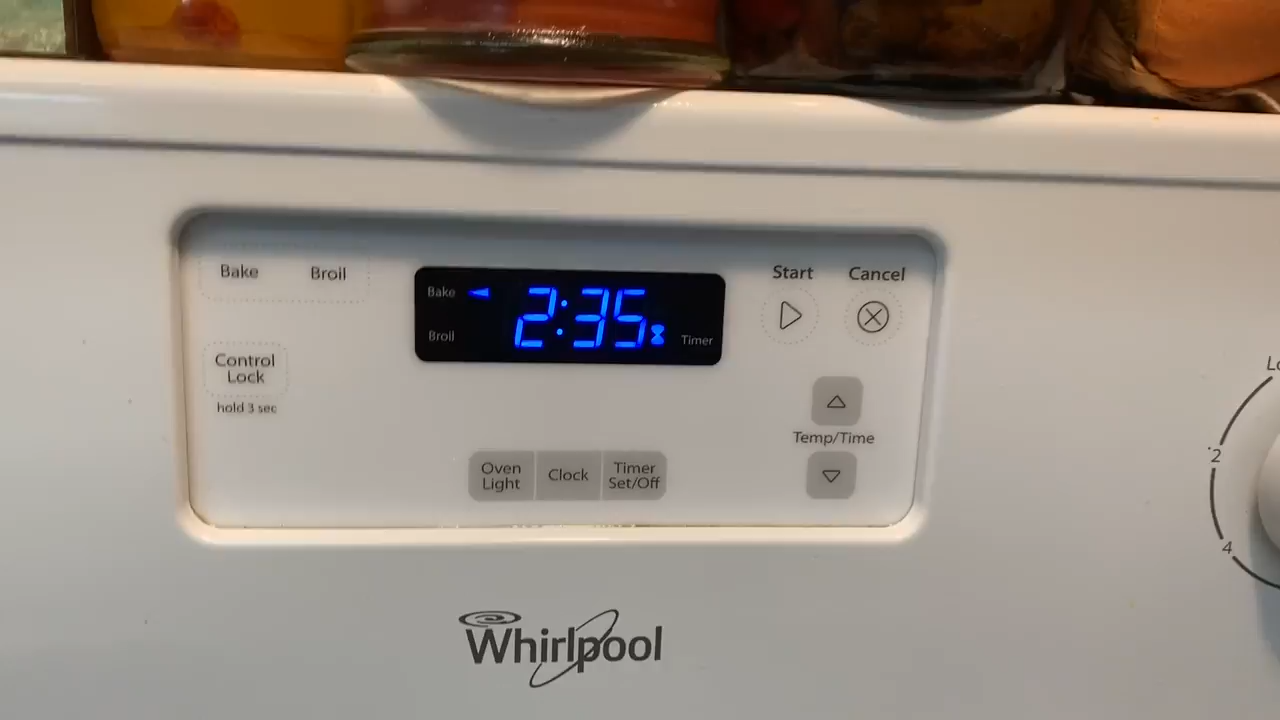 Bake Broil
Control
Lock
hold 3 sec
Bake
Broil
2:35
Timer
Start Cancel
Temp/Time
Oven
Light
Clock
Timer
Set/Off
Whirlpool
2
4